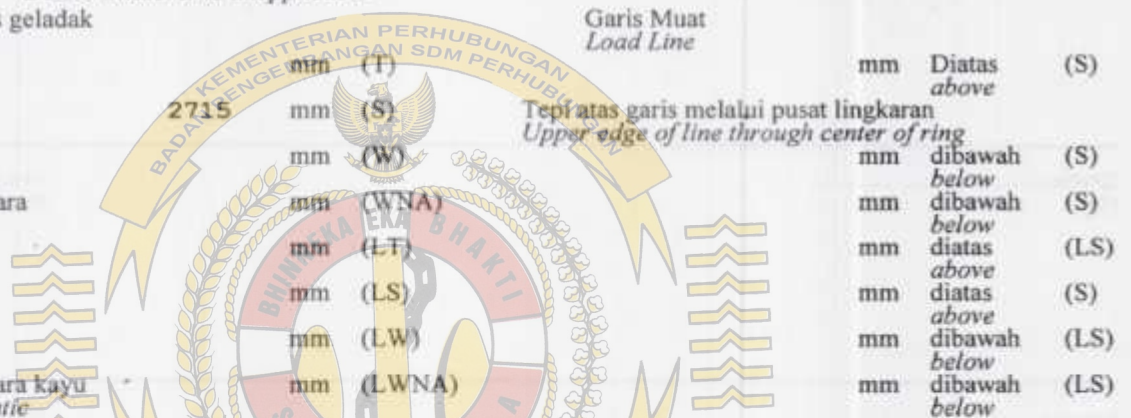 geladak Garis Muat
Load Line
mm (T) mm Diatas (S)
above
2715 mm (S) Tepi atas garis melalui pusat lingkaran
Upper edge of line through center of ring
mm (W) mm dibawah (S)
below
mm (WNA) mm dibawah (S)
below
mm (LT) mm diatas (LS)
above
mm (LS) mm diatas (S)
above
mm (LW) mm dibawah (LS)
below
kayu mm (LWNA) mm dibawah (LS)
below
KEMENTERIAN PERHUBUNGAN
BADAN PENGEMBANGAN SDM PERHUBUNGAN
BHINNEKA EKA BHAKTI